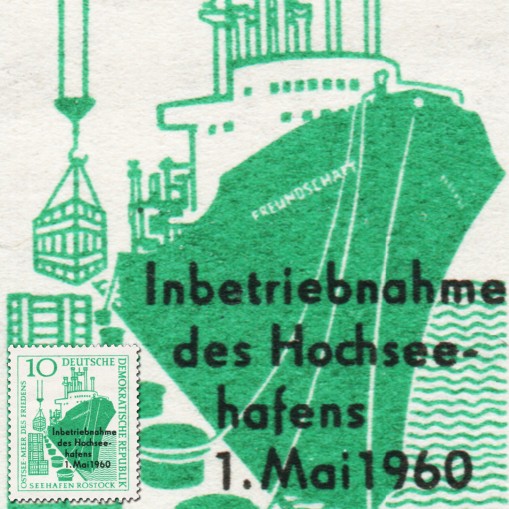 FREUNDSCHAFT
Inbetriebnahme
des Hochsee-
hafens
1. Mai 1960
10 DEUTSCHE
DEMOKRATISCHE REPUBLIK
OSTSEE-MEER DES FRIEDENS
Inbetriebnahme
des Hochsee-
hafens
1. Mai 1960
SEEHAFEN ROSTOCK